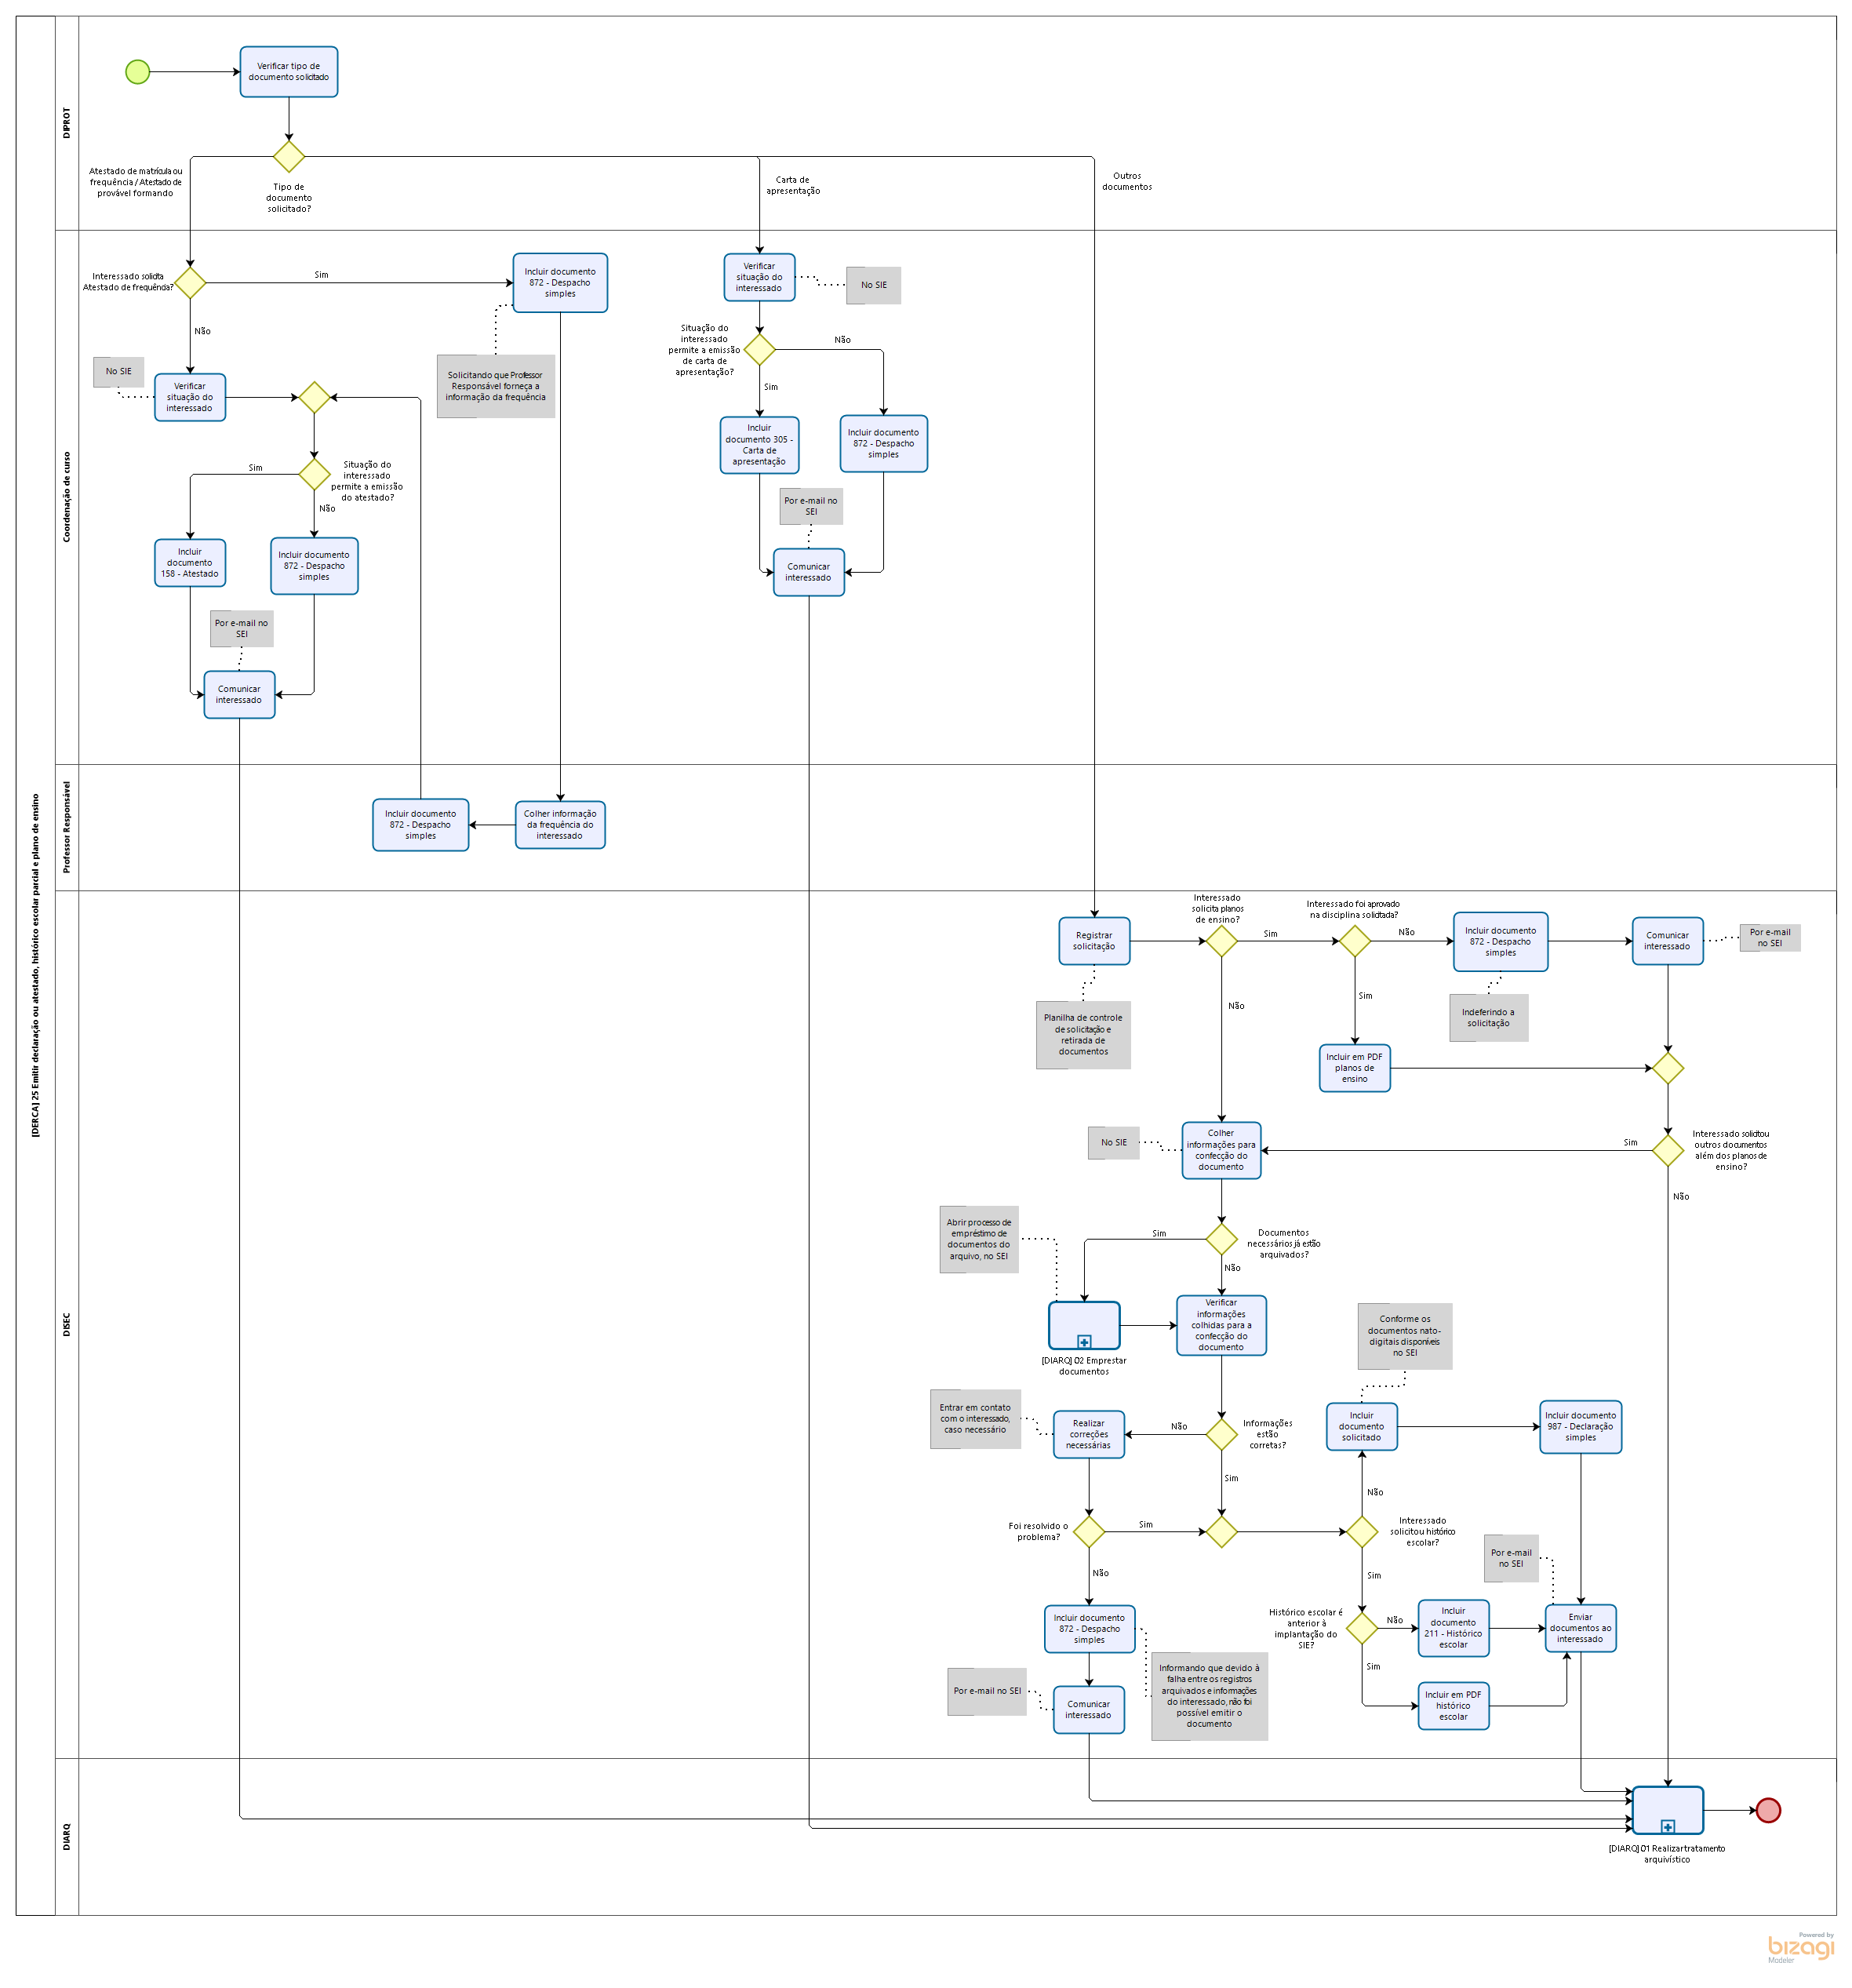 [DERCA] 25 Emitir declaração ou atestado, histórico escolar parcial e plano de ensino
DIPROT
Verificar tipo de
documento solicitado
Atestado de matrícula ou
frequência / Atestado de
provável formando
Tipo de
documento
solicitado?
Carta de
apresentação
Outros
documentos
Coordenação de curso
Interessado solicita
Atestado de frequência?
Sim
Não
Incluir documento
872 - Despacho
simples
Solicitando que Professor
Responsável forneça a
informação da frequência
No SIE
Verificar
situação do
interessado
Situação do
interessado
permite a emissão
do atestado?
Sim
Não
Incluir
documento
158 - Atestado
Incluir documento
872 - Despacho
simples
Por e-mail no
SEI
Comunicar
interessado
Verificar
situação do
interessado
No SIE
Situação do
interessado
permite a emissão
de carta de
apresentação?
Não
Sim
Incluir
documento 305 -
Carta de
apresentação
Incluir documento
872 - Despacho
simples
Por e-mail no
SEI
Comunicar
interessado
Professor Responsável
Incluir documento
872 - Despacho
simples
Colher informação
da frequência do
interessado
DISEC
Registrar
solicitação
Planilha de controle
de solicitação e
retirada de
documentos
Interessado
solicita planos
de ensino?
Sim
Não
Interessado foi aprovado
na disciplina solicitada?
Não
Sim
Incluir documento
872 - Despacho
simples
Indeferindo a
solicitação
Comunicar
interessado
Por e-mail
no SEI
Incluir em PDF
planos de
ensino
Interessado solicitou
outros documentos
além dos planos de
ensino?
Sim
Não
No SIE
Colher
informações para
confecção do
documento
Abrir processo de
empréstimo de
documentos do
arquivo, no SEI
Sim
Documentos
necessários já estão
arquivados?
Não
[DIARQ] 02 Emprestar
documentos
Verificar
informações
colhidas para a
confecção do
documento
Conforme os
documentos nato-
digitais disponíveis
no SEI
Entrar em contato
com o interessado,
caso necessário
Realizar
correções
necessárias
Não
Informações
estão
corretas?
Sim
Incluir
documento
solicitado
Incluir documento
987 - Declaração
simples
Não
Foi resolvido o
problema?
Sim
Não
Interessado
solicitou histórico
escolar?
Sim
Por e-mail
no SEI
Incluir documento
872 - Despacho
simples
Histórico escolar é
anterior à
implantação do
SIE?
Não
Sim
Incluir
documento
211 - Histórico
escolar
Enviar
documentos ao
interessado
Por e-mail no SEI
Comunicar
interessado
Informando que devido à
falha entre os registros
arquivados e informações
do interessado, não foi
possível emitir o
documento
Incluir em PDF
histórico
escolar
DIARQ
[DIARQ] 01 Realizar tratamento
arquivístico
Powered by
bizagi
Modeler